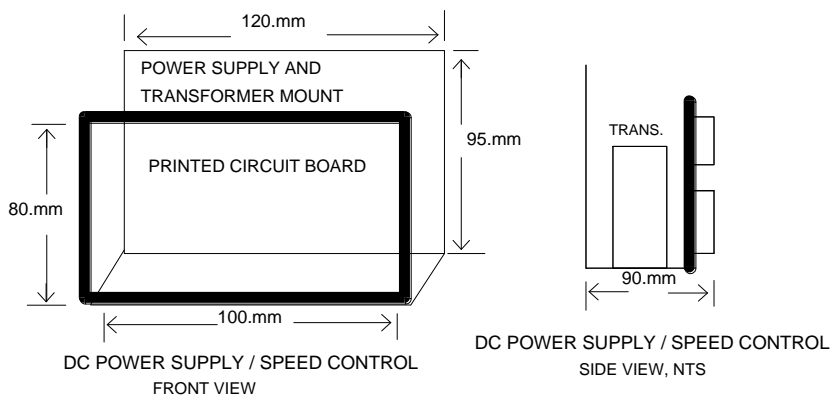 120.mm
POWER SUPPLY AND
TRANSFORMER MOUNT
PRINTED CIRCUIT BOARD
95.mm
80.mm
100.mm
DC POWER SUPPLY / SPEED CONTROL
FRONT VIEW
TRANS.
90.mm
DC POWER SUPPLY / SPEED CONTROL
SIDE VIEW, NTS